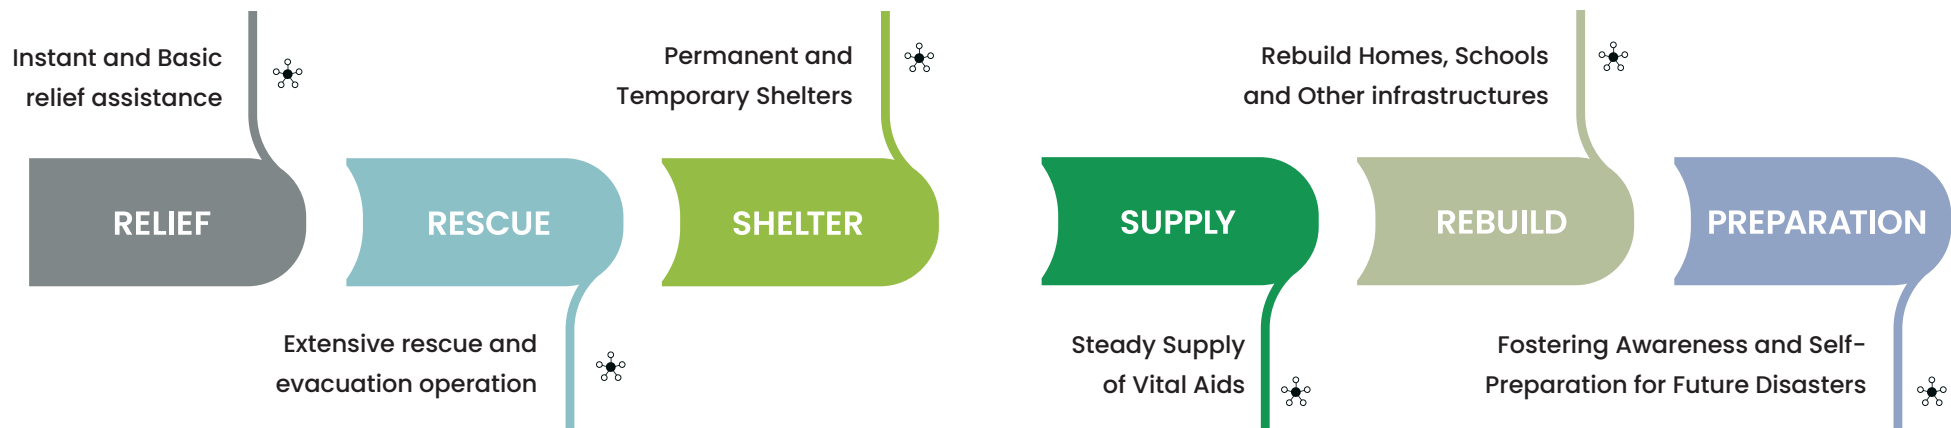 Instant and Basic
relief assistance
RELIEF
RESCUE
Extensive rescue and
evacuation operation
Permanent and
Temporary Shelters
SHELTER
SUPPLY
Steady Supply
of Vital Aids
Rebuild Homes, Schools
and Other infrastructures
REBUILD
PREPARATION
Fostering Awareness and Self-
Preparation for Future Disasters